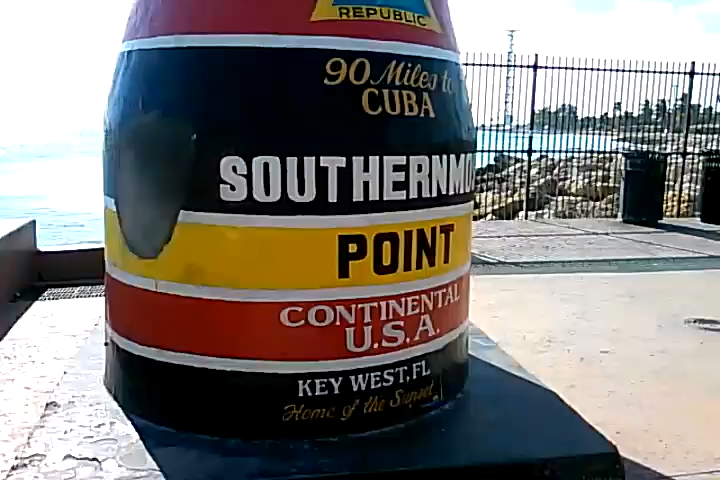 REPUBLIC
90 Miles to
CUBA
SOUTHERNMO
POINT
CONTINENTAL
U.S.A.
KEY WEST, FL
Home of the Sunset